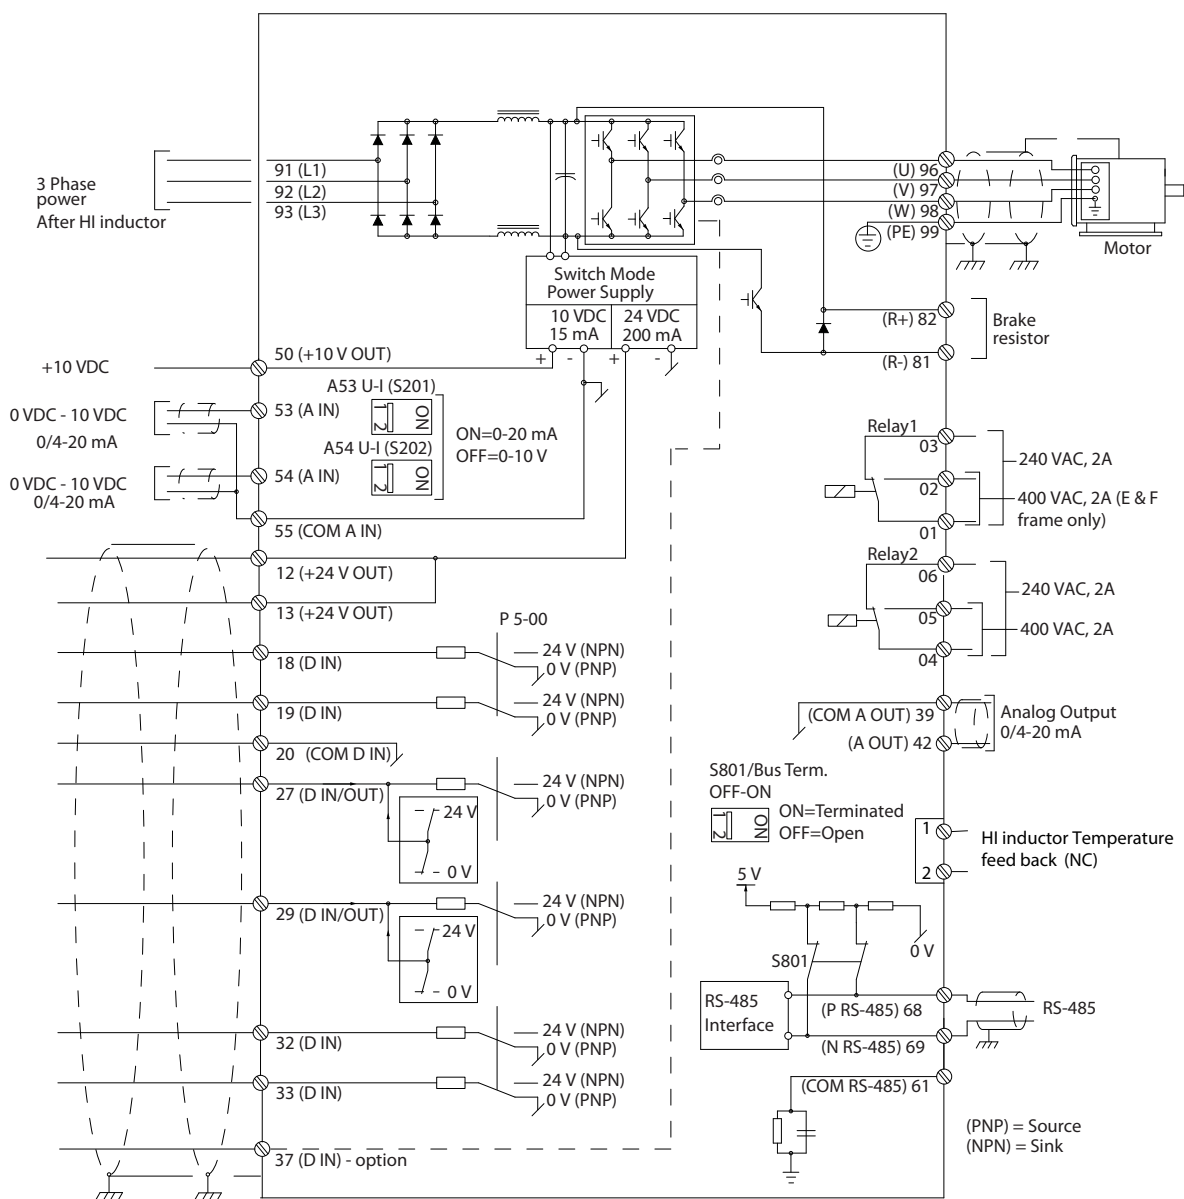 3 Phase
power
After HI inductor
91 (L1)
92 (L2)
93 (L3)
(U) 96
(V) 97
(W) 98
(PE) 99
Motor
Switch Mode
Power Supply
10 VDC
15 mA
24 VDC
200 mA
+ - + -
(R+) 82
(R-) 81
Brake
resistor
+10 VDC
50 (+10 V OUT)
0 VDC - 10 VDC
0/4-20 mA
53 (A IN)
A53 U-I (S201)
1 2
ON
A54 U-I (S202)
1 2
ON
ON=0-20 mA
OFF=0-10 V
0 VDC - 10 VDC
0/4-20 mA
54 (A IN)
55 (COM A IN)
12 (+24 V OUT)
13 (+24 V OUT)
P 5-00
18 (D IN)
24 V (NPN)
0 V (PNP)
19 (D IN)
24 V (NPN)
0 V (PNP)
20 (COM D IN)
27 (D IN/OUT)
24 V (NPN)
0 V (PNP)
24 V
0 V
29 (D IN/OUT)
24 V (NPN)
0 V (PNP)
24 V
0 V
32 (D IN)
24 V (NPN)
0 V (PNP)
33 (D IN)
24 V (NPN)
0 V (PNP)
37 (D IN) - option
Relay1
03
02
01
240 VAC, 2A
400 VAC, 2A (E & F
frame only)
Relay2
06
05
04
240 VAC, 2A
400 VAC, 2A
(COM A OUT) 39
(A OUT) 42
Analog Output
0/4-20 mA
S801/Bus Term.
OFF-ON
1 2
ON
ON=Terminated
OFF=Open
1
2
HI inductor Temperature
feed back (NC)
5 V
0 V
S801
RS-485
Interface
(P RS-485) 68
(N RS-485) 69
(COM RS-485) 61
RS-485
(PNP) = Source
(NPN) = Sink